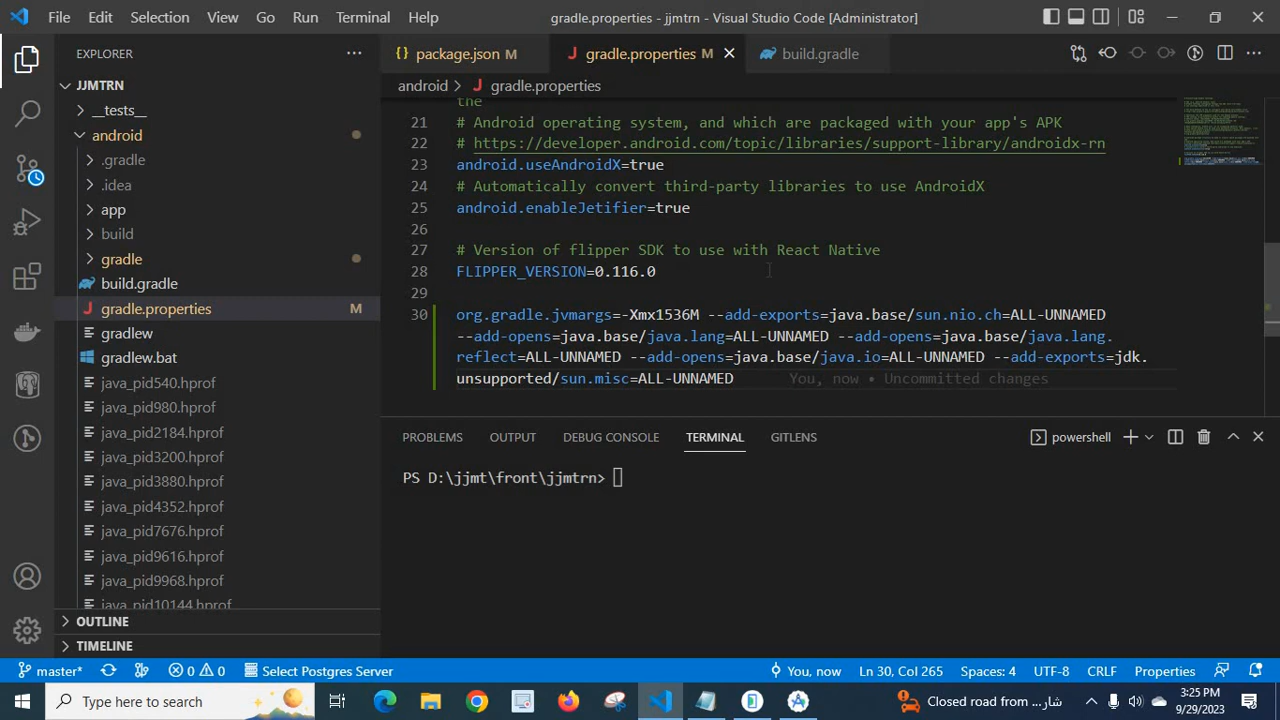 File Edit Selection View Go Run Terminal Help
gradle.properties - jjmtrn - Visual Studio Code [Administrator]
EXPLORER
JJMTRN
__tests__
android
.gradle
.idea
app
build
gradle
build.gradle
gradle.properties M
gradlew
gradlew.bat
java_pid540.hprof
java_pid980.hprof
java_pid2184.hprof
java_pid3200.hprof
java_pid3880.hprof
java_pid4352.hprof
java_pid7676.hprof
java_pid9616.hprof
java_pid9968.hprof
java_pid10144.hprof
OUTLINE
TIMELINE
package.json M gradle.properties M build.gradle
android > gradle.properties
the
21 # Android operating system, and which are packaged with your app's APK
22 # https://developer.android.com/topic/libraries/support-library/androidx-rn
23 android.useAndroidX=true
24 # Automatically convert third-party libraries to use AndroidX
25 android.enableJetifier=true
26
27 # Version of flipper SDK to use with React Native
28 FLIPPER_VERSION=0.116.0
29
30 org.gradle.jvmargs=-Xmx1536M --add-exports=java.base/sun.nio.ch=ALL-UNNAMED
--add-opens=java.base/java.lang=ALL-UNNAMED --add-opens=java.base/java.lang.
reflect=ALL-UNNAMED --add-opens=java.base/java.io=ALL-UNNAMED --add-exports=jdk.
unsupported/sun.misc=ALL-UNNAMED You, now • Uncommitted changes
PROBLEMS OUTPUT DEBUG CONSOLE TERMINAL GITLENS powershell
PS D:\jjmt\front\jjmtrn>
master* 0 0 Select Postgres Server You, now Ln 30, Col 265 Spaces: 4 UTF-8 CRLF Properties
Type here to search
Closed road from ...شار
3:25 PM
9/29/2023